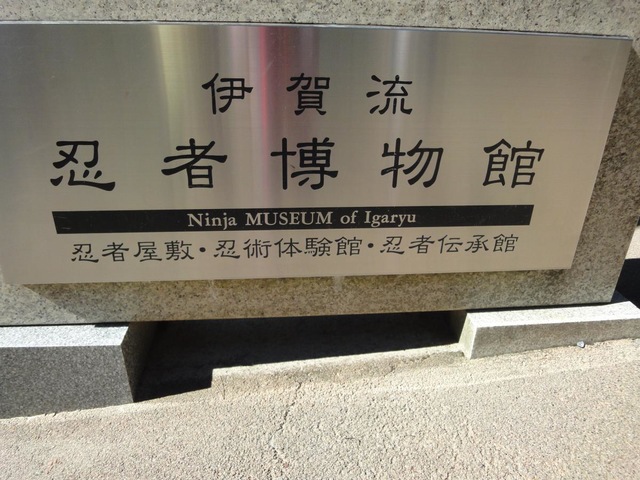 伊賀流
忍者博物館
Ninja MUSEUM of Igaryu
忍者屋敷・忍術体験館・忍者伝承館